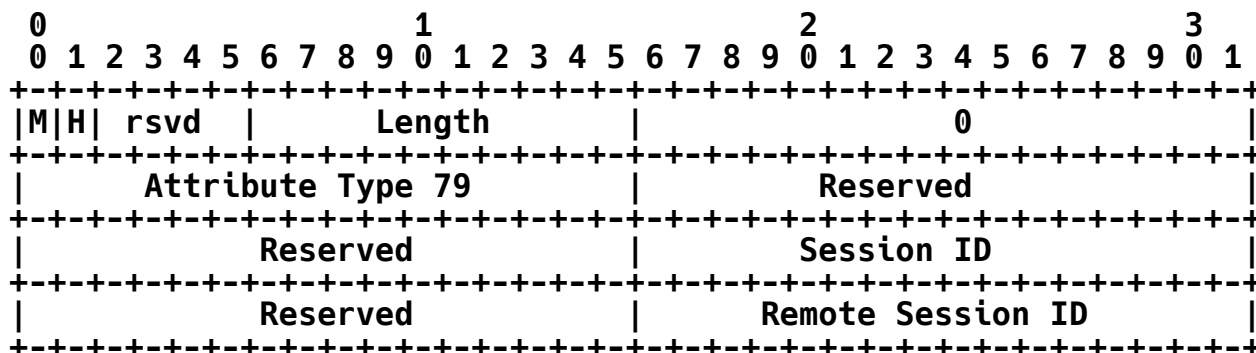 0                   1                   2                   3
 0 1 2 3 4 5 6 7 8 9 0 1 2 3 4 5 6 7 8 9 0 1 2 3 4 5 6 7 8 9 0 1
+-+-+-+-+-+-+-+-+-+-+-+-+-+-+-+-+-+-+-+-+-+-+-+-+-+-+-+-+-+-+-+-+
|M|H| rsvd  |      Length       |                0              |
+-+-+-+-+-+-+-+-+-+-+-+-+-+-+-+-+-+-+-+-+-+-+-+-+-+-+-+-+-+-+-+-+
|      Attribute Type 79        |         Reserved              |
+-+-+-+-+-+-+-+-+-+-+-+-+-+-+-+-+-+-+-+-+-+-+-+-+-+-+-+-+-+-+-+-+
|            Reserved           |        Session ID             |
+-+-+-+-+-+-+-+-+-+-+-+-+-+-+-+-+-+-+-+-+-+-+-+-+-+-+-+-+-+-+-+-+
|            Reserved           |      Remote Session ID        |
+-+-+-+-+-+-+-+-+-+-+-+-+-+-+-+-+-+-+-+-+-+-+-+-+-+-+-+-+-+-+-+-+